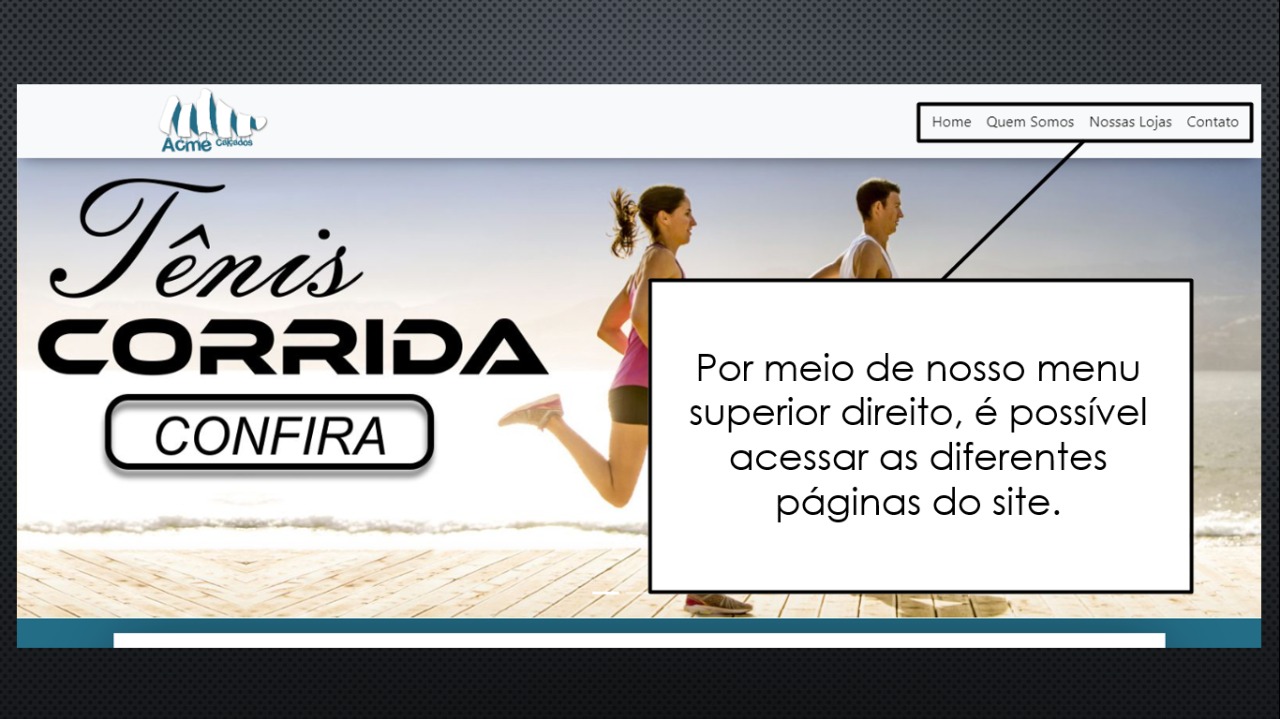 Acme Calçados
Home Quem Somos Nossas Lojas Contato
Tênis
CORRIDA
CONFIRA
Por meio de nosso menu
superior direito, é possível
acessar as diferentes
páginas do site.